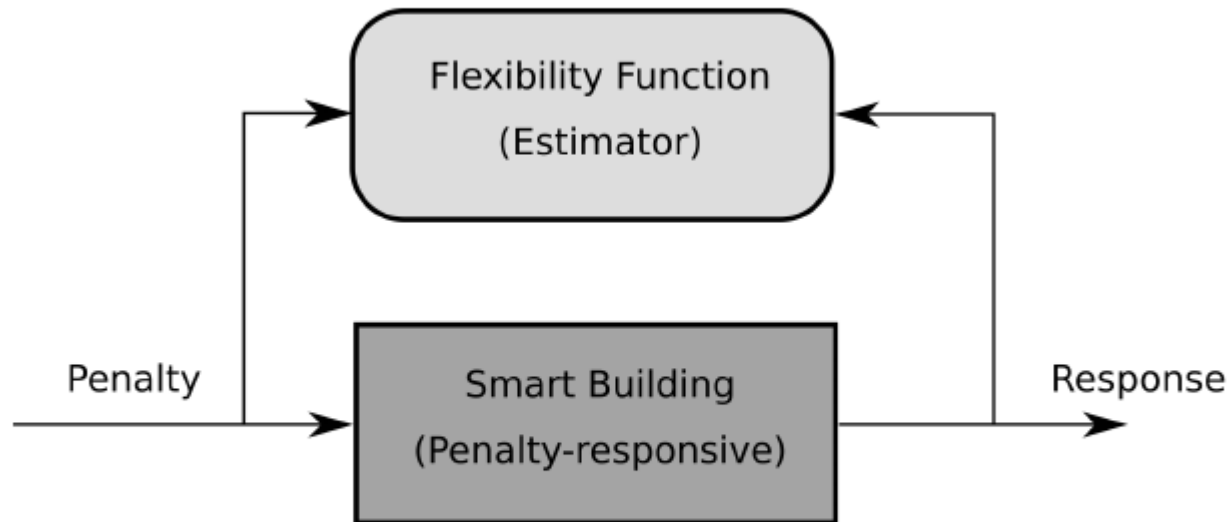 Flexibility Function
(Estimator)
Penalty
Smart Building
(Penalty-responsive)
Response